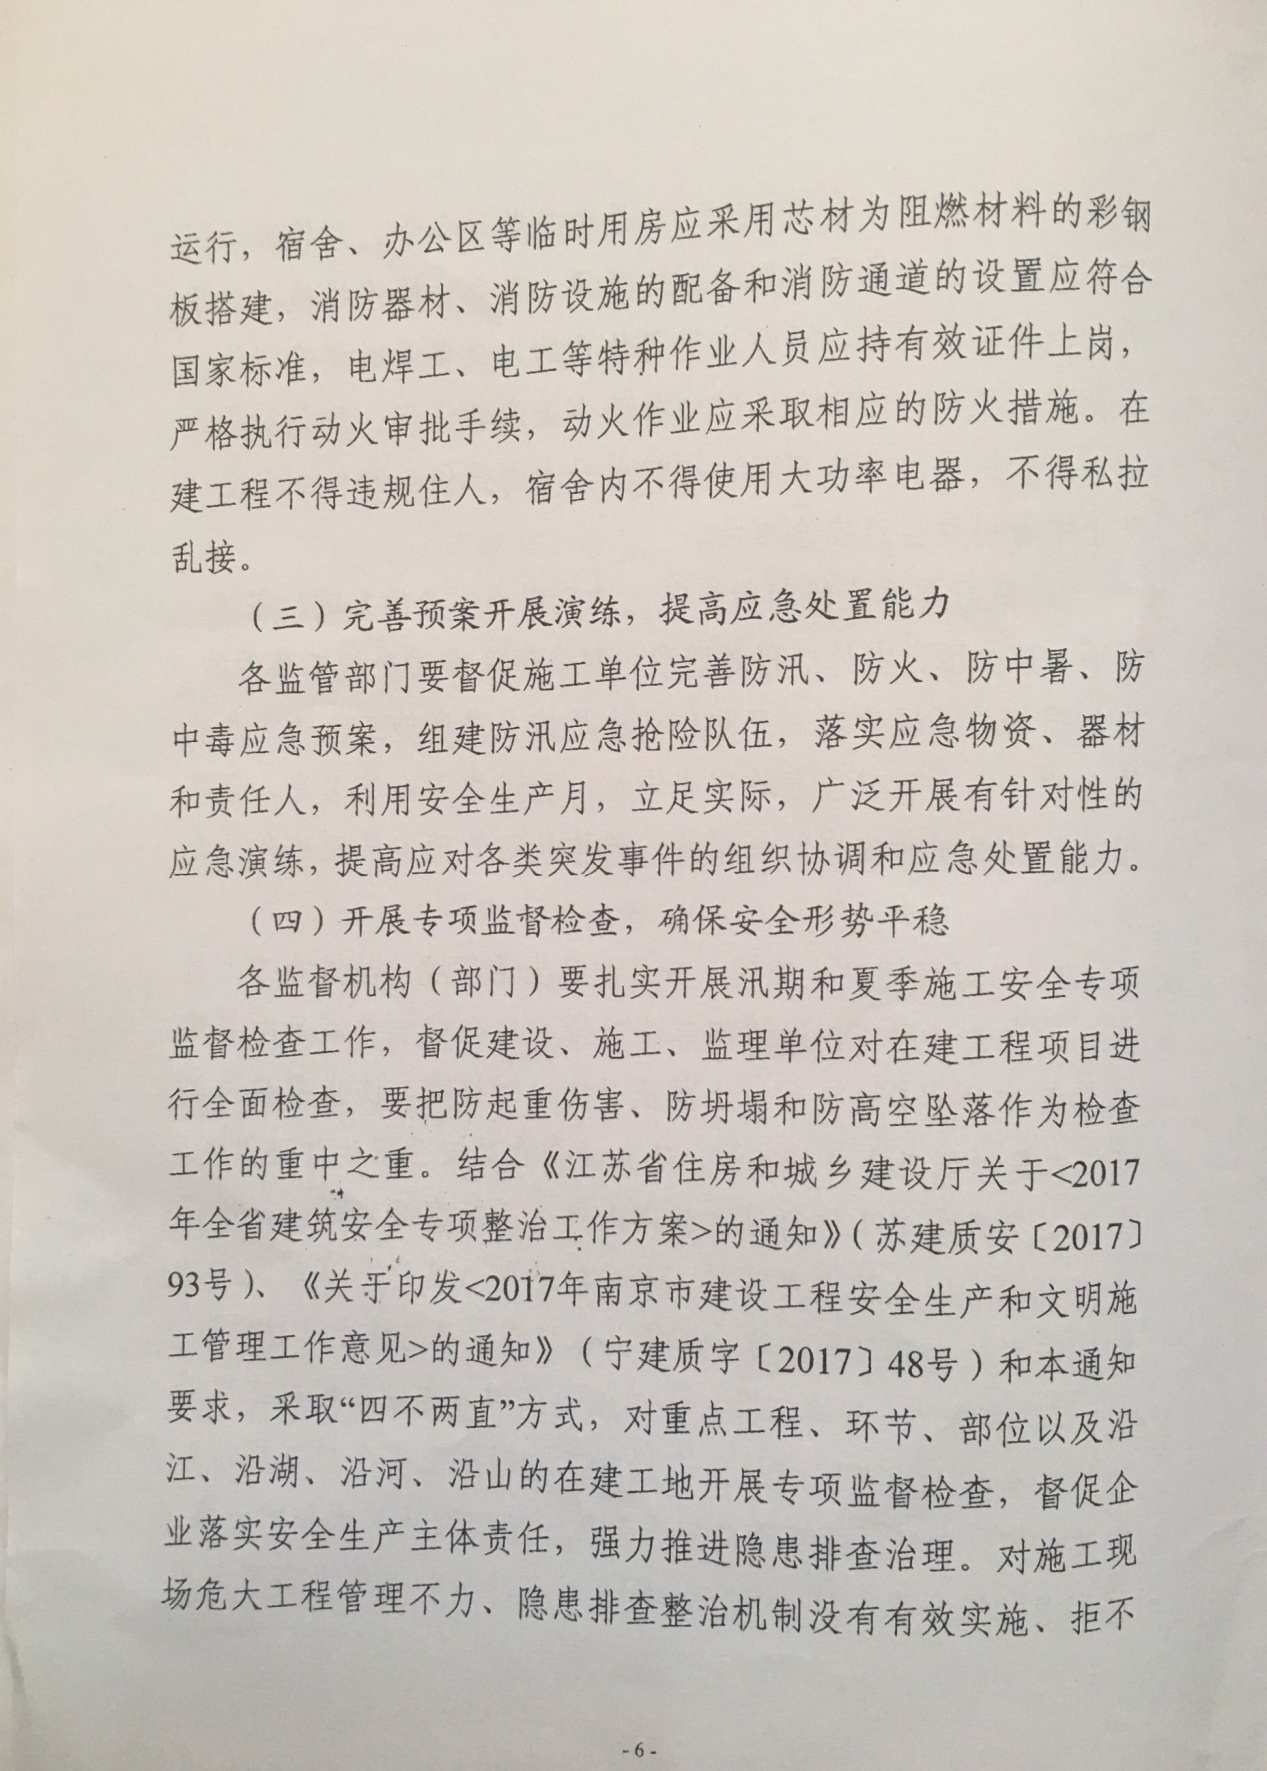 运行，宿舍、办公区等临时用房应采用芯材为阻燃材料的彩钢
板搭建，消防器材、消防设施的配备和消防通道的设置应符合
国家标准，电焊工、电工等特种作业人员应持有效证件上岗，
严格执行动火审批手续，动火作业应采取相应的防火措施。在
建工程不得违规住人，宿舍内不得使用大功率电器，不得私拉
乱接。
（三）完善预案开展演练，提高应急处置能力
各监管部门要督促施工单位完善防汛、防火、防中暑、防
中毒应急预案，组建防汛应急抢险队伍，落实应急物资、器材
和责任人，利用安全生产月，立足实际，广泛开展有针对性的
应急演练，提高应对各类突发事件的组织协调和应急处置能力。
（四）开展专项监督检查，确保安全形势平稳
各监督机构（部门）要扎实开展汛期和夏季施工安全专项
监督检查工作，督促建设、施工、监理单位对在建工程项目进
行全面检查，要把防起重伤害、防坍塌和防高空坠落作为检查
工作的重中之重。结合《江苏省住房和城乡建设厅关于<2017
年全省建筑安全专项整治工作方案>的通知》（苏建质安〔2017〕
93号）、《关于印发<2017年南京市建设工程安全生产和文明施
工管理工作意见>的通知》（宁建质字〔2017〕48号）和本通知
要求，采取“四不两直”方式，对重点工程、环节、部位以及沿
江、沿湖、沿河、沿山的在建工地开展专项监督检查，督促企
业落实安全生产主体责任，强力推进隐患排查治理。对施工现
场危大工程管理不力、隐患排查整治机制没有有效实施、拒不
- 6 -